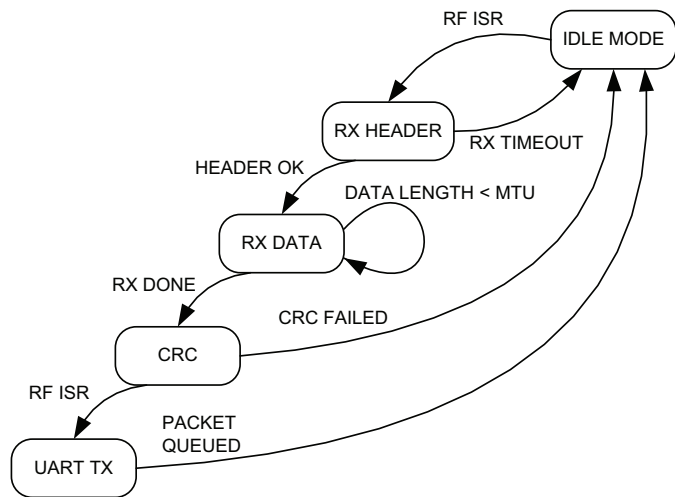 RF ISR
IDLE MODE
RX HEADER
RX TIMEOUT
HEADER OK
DATA LENGTH < MTU
RX DATA
RX DONE
CRC FAILED
CRC
RF ISR
PACKET
QUEUED
UART TX